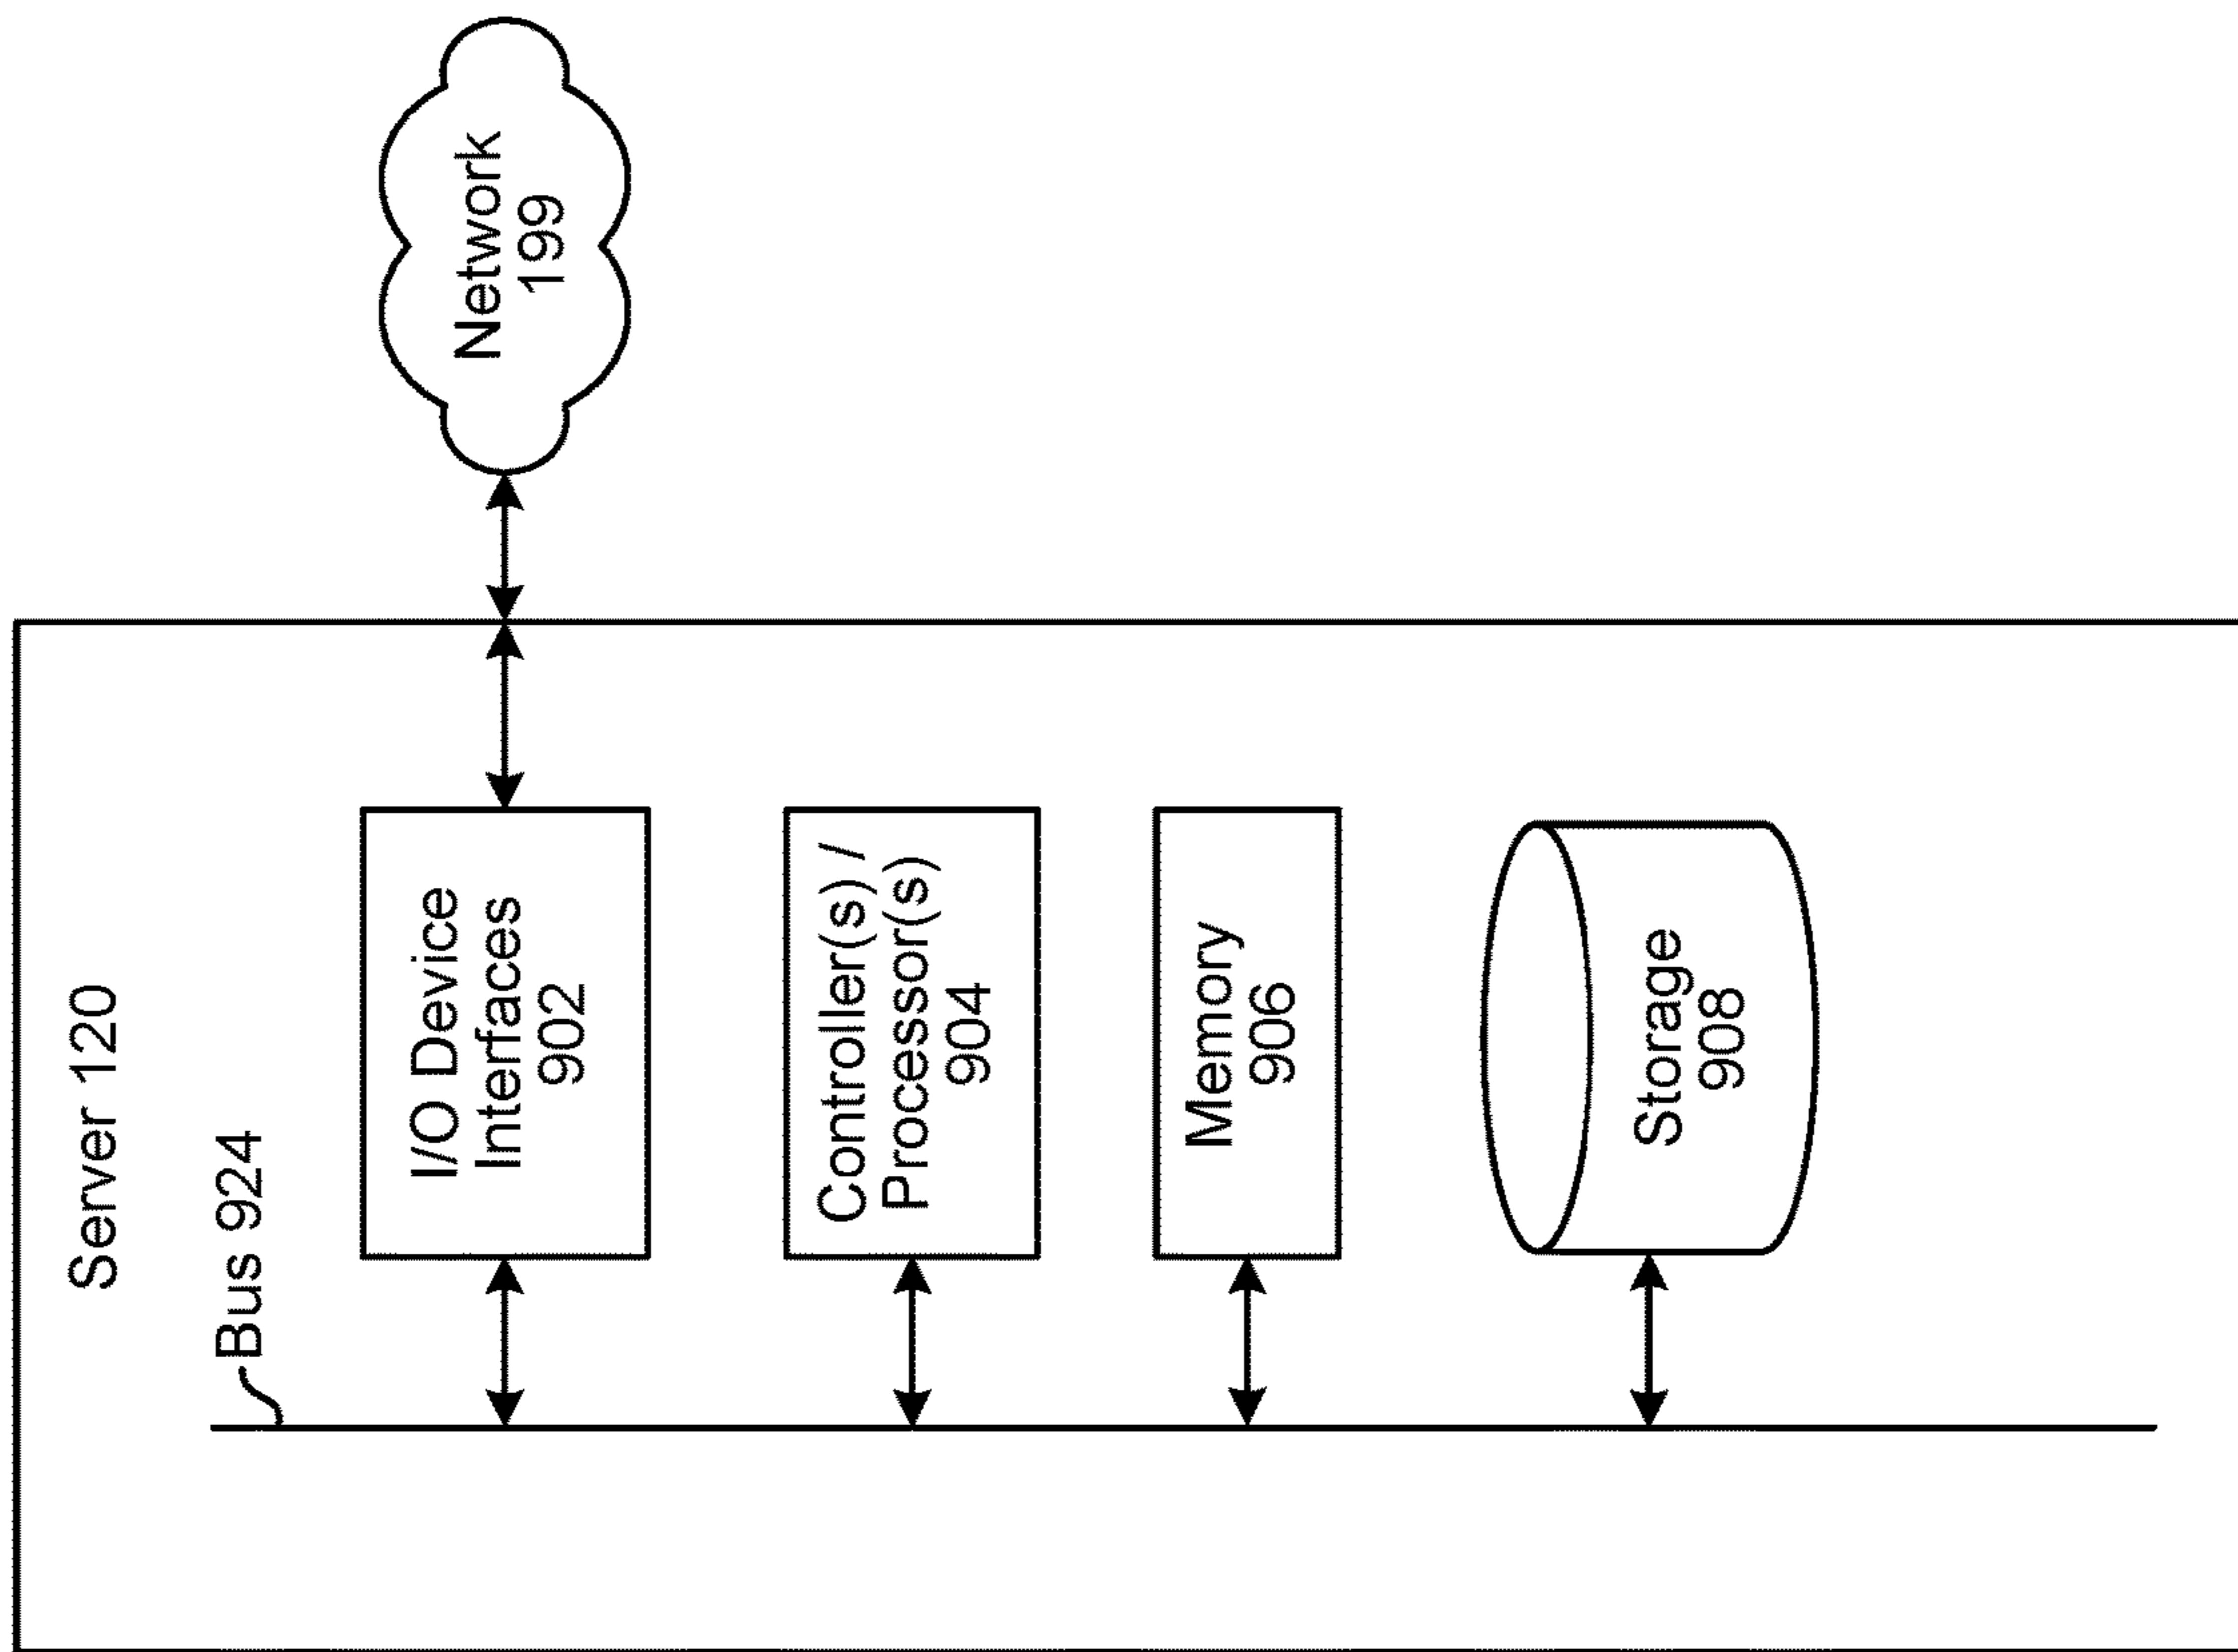 Server 120
Bus 924
I/O Device
Interfaces
902
Controller(s) /
Processor(s)
904
Memory
906
Storage
908
Network
199